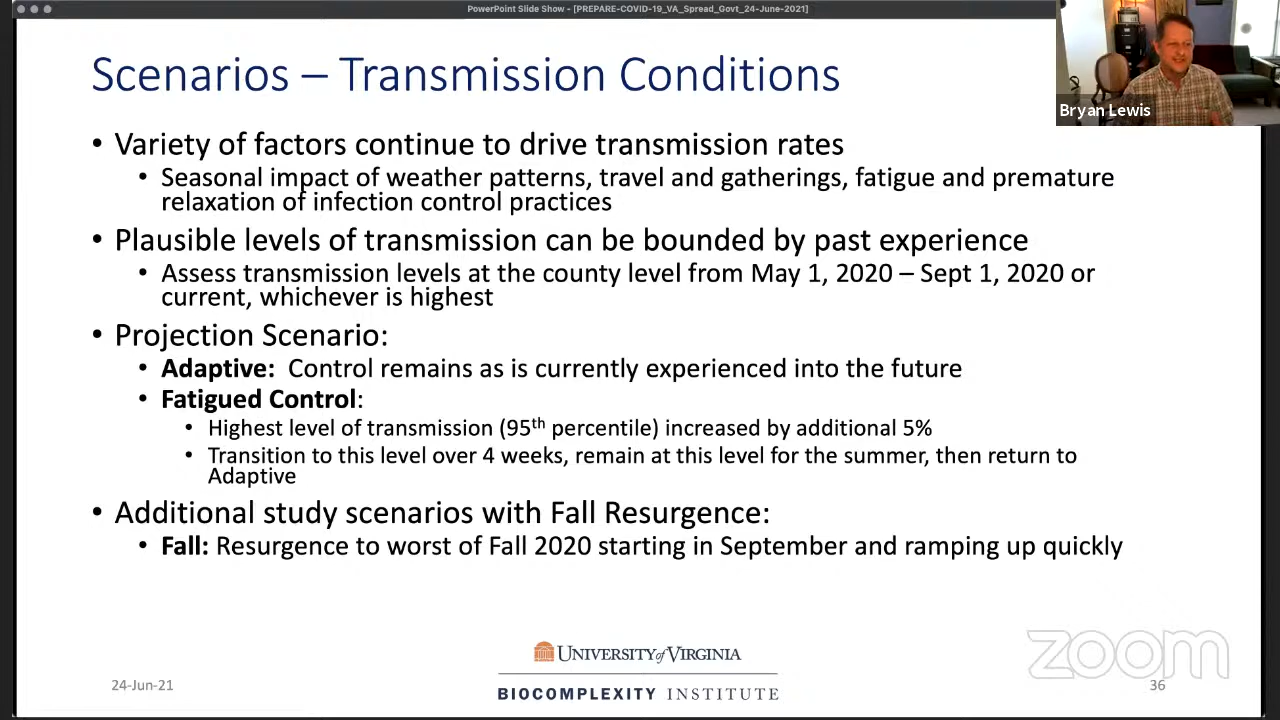 PowerPoint Slide Show - [PREPARE-COVID-19_VA_Spread_Govt_24-June-2021]
Scenarios – Transmission Conditions
Bryan Lewis
• Variety of factors continue to drive transmission rates
• Seasonal impact of weather patterns, travel and gatherings, fatigue and premature
relaxation of infection control practices
• Plausible levels of transmission can be bounded by past experience
• Assess transmission levels at the county level from May 1, 2020 – Sept 1, 2020 or
current, whichever is highest
• Projection Scenario:
• Adaptive: Control remains as is currently experienced into the future
• Fatigued Control:
• Highest level of transmission (95th percentile) increased by additional 5%
• Transition to this level over 4 weeks, remain at this level for the summer, then return to
Adaptive
• Additional study scenarios with Fall Resurgence:
• Fall: Resurgence to worst of Fall 2020 starting in September and ramping up quickly
UNIVERSITY of VIRGINIA
BIOCOMPLEXITY INSTITUTE
24-Jun-21
zoom
36